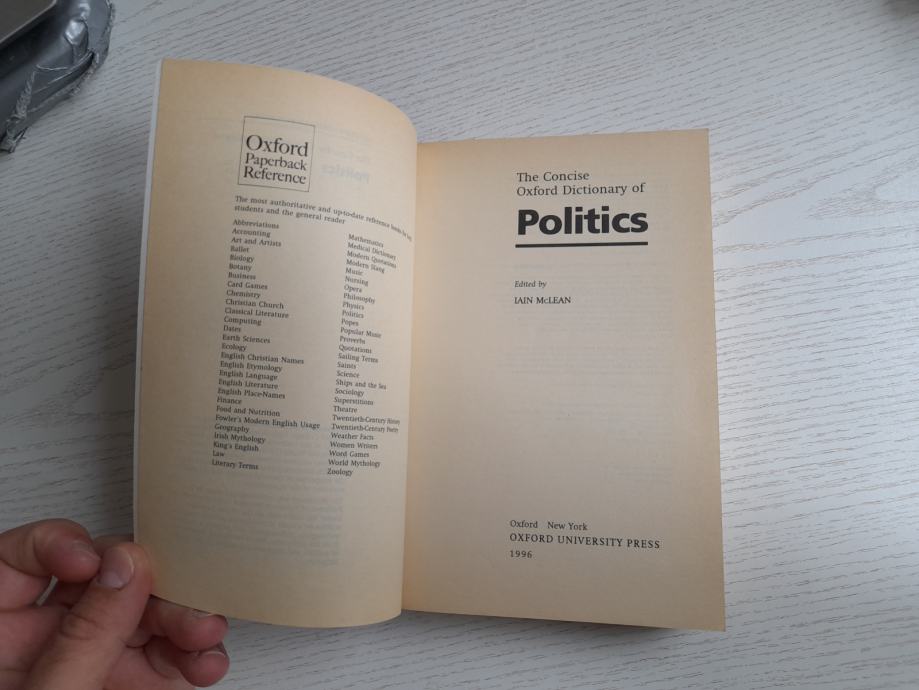 Oxford
Paperback
Reference
The most authoritative and up-to-date reference books for both
students and the general reader
Abbreviations
Accounting
Art and Artists
Ballet
Biology
Botany
Business
Card Games
Chemistry
Christian Church
Classical Literature
Computing
Dates
Earth Sciences
Ecology
English Christian Names
English Etymology
English Language
English Literature
English Place-Names
Finance
Food and Nutrition
Fowler's Modern English Usage
Geography
Irish Mythology
King's English
Law
Literary Terms
Mathematics
Medical Dictionary
Modern Quotations
Modern Slang
Music
Nursing
Opera
Philosophy
Physics
Politics
Popes
Popular Music
Proverbs
Quotations
Sailing Terms
Saints
Science
Ships and the Sea
Sociology
Superstitions
Theatre
Twentieth-Century History
Twentieth-Century Poetry
Weather Facts
Women Writers
Word Games
World Mythology
Zoology
The Concise
Oxford Dictionary of
Politics
Edited by
IAIN McLEAN
Oxford New York
OXFORD UNIVERSITY PRESS
1996